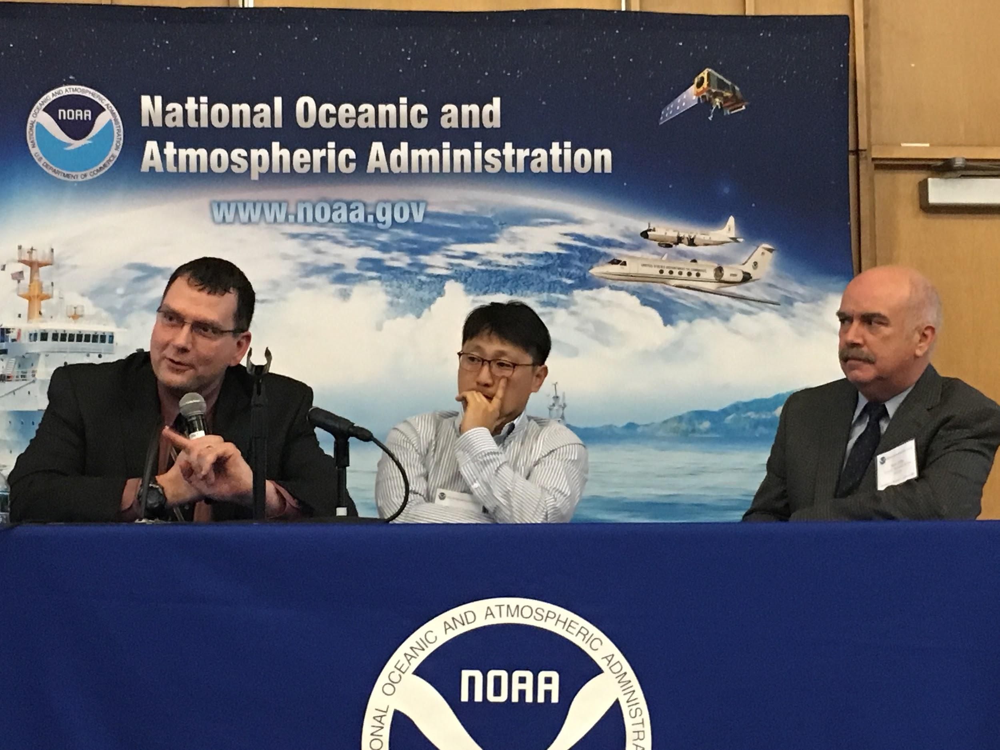 National Oceanic and
Atmospheric Administration
www.noaa.gov
NATIONAL OCEANIC AND ATMOSPHERIC ADMINISTRATION
NOAA
U.S. DEPARTMENT OF COMMERCE
UNITED STATES DEPARTMENT OF COMMERCE
ONAL OCEANIC AND ATMOSPHERIC ADMINISTRA
NOAA